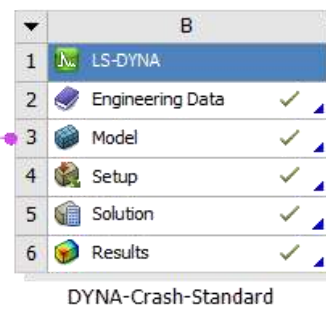 B
1 LS-DYNA
2 Engineering Data
3 Model
4 Setup
5 Solution
6 Results
DYNA-Crash-Standard